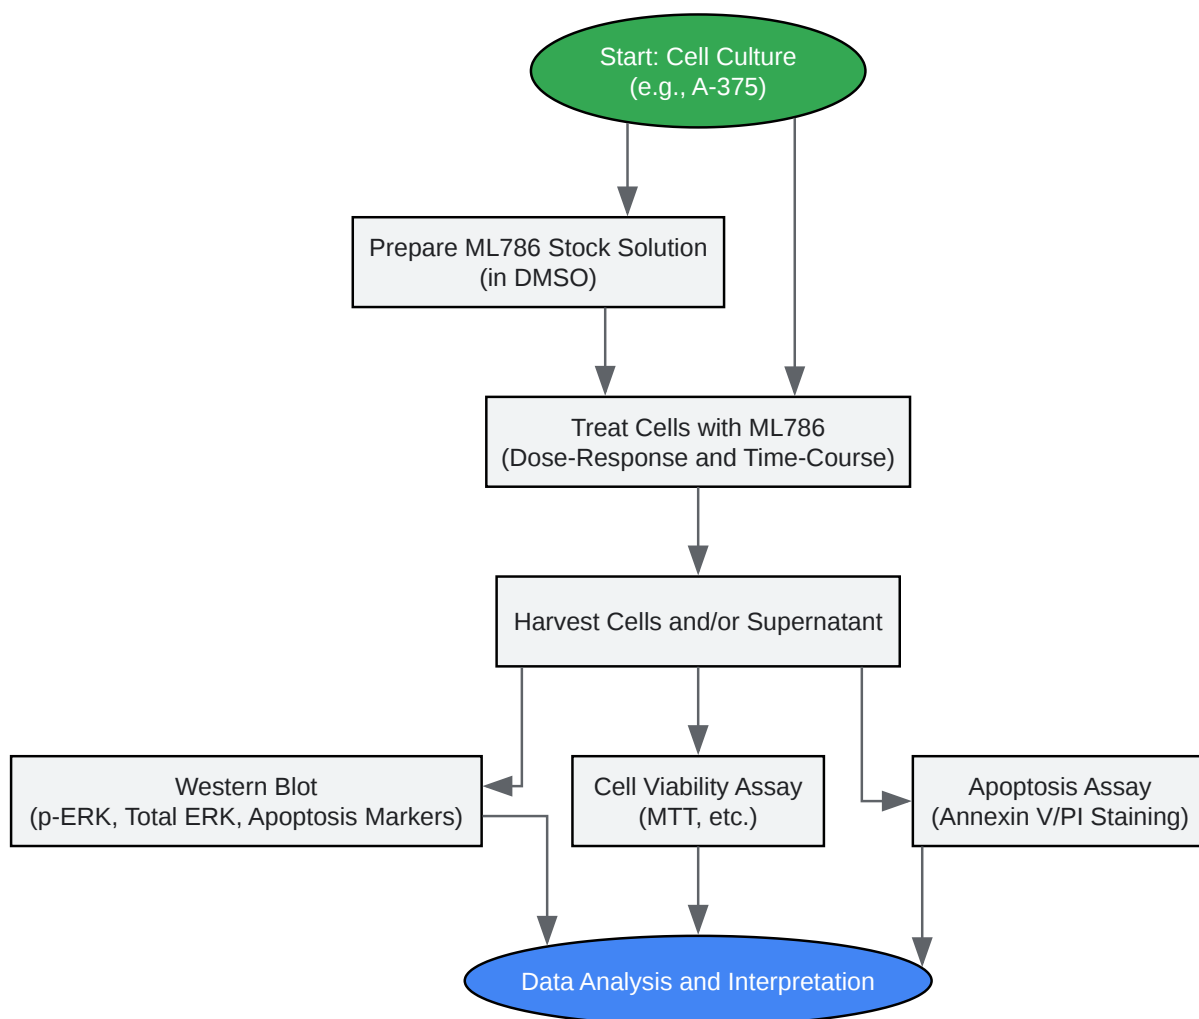 Start: Cell Culture
(e.g., A-375)
Prepare ML786 Stock Solution
(in DMSO)
Treat Cells with ML786
(Dose-Response and Time-Course)
Harvest Cells and/or Supernatant
Western Blot
(p-ERK, Total ERK, Apoptosis Markers)
Cell Viability Assay
(MTT, etc.)
Apoptosis Assay
(Annexin V/PI Staining)
Data Analysis and Interpretation